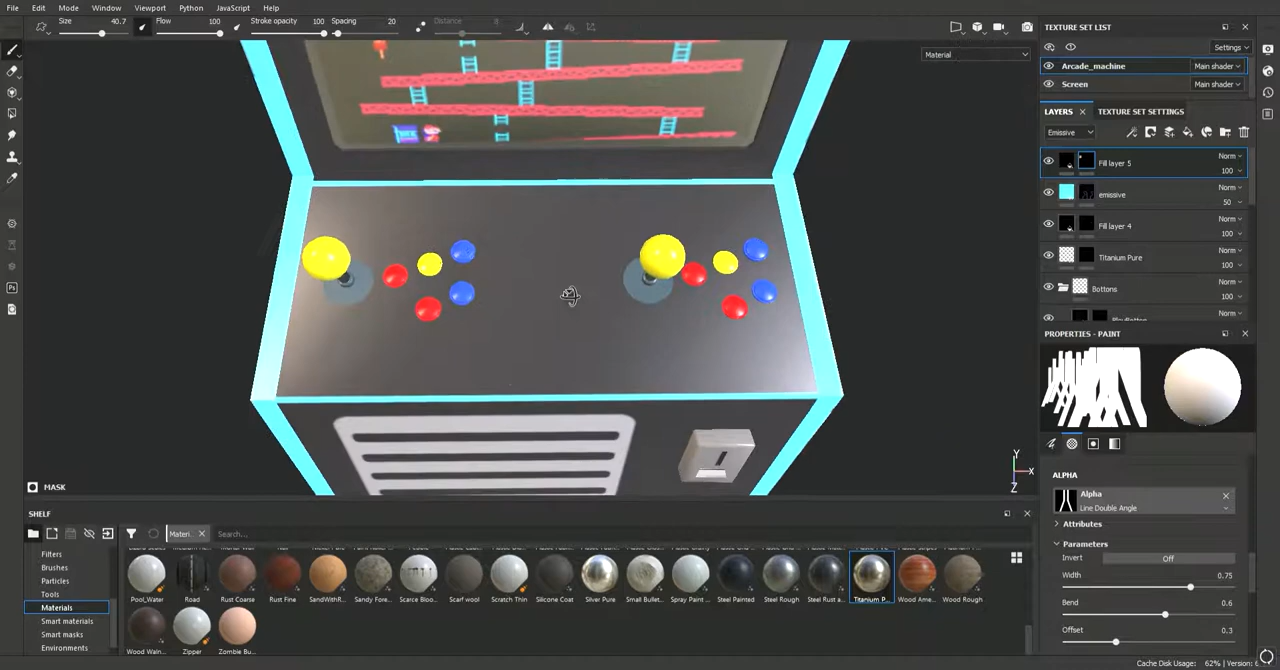 File Edit Mode Window Viewport Python JavaScript Help
Size 40.7 Flow 100 Stroke opacity 100 Spacing 20 Distance 8
Material
MASK
TEXTURE SET LIST
Settings
Arcade_machine Main shader
Screen Main shader
LAYERS TEXTURE SET SETTINGS
Emissive
Fill layer 5 Norm 100
emissive Norm 50
Fill layer 4 Norm 100
Titanium Pure Norm 100
Bottons Norm 100
Norm
PROPERTIES - PAINT
ALPHA
Alpha
Line Double Angle
Attributes
Parameters
Invert Off
Width 0.75
Bend 0.6
Offset 0.3
Y
X
Z
SHELF
Materi... Search...
Filters
Brushes
Particles
Tools
Materials
Smart materials
Smart masks
Environments
Pool_Water Road Rust Coarse Rust Fine SandWithR... Sandy Fore... Scarce Bloo... Scarf wool Scratch Thin Silicone Coat Silver Pure Small Bullet... Spray Paint ... Steel Painted Steel Rough Steel Rust a... Titanium P... Wood Ame... Wood Rough
Wood Waln... Zipper Zombie Bu...
Cache Disk Usage: 62% | Version: